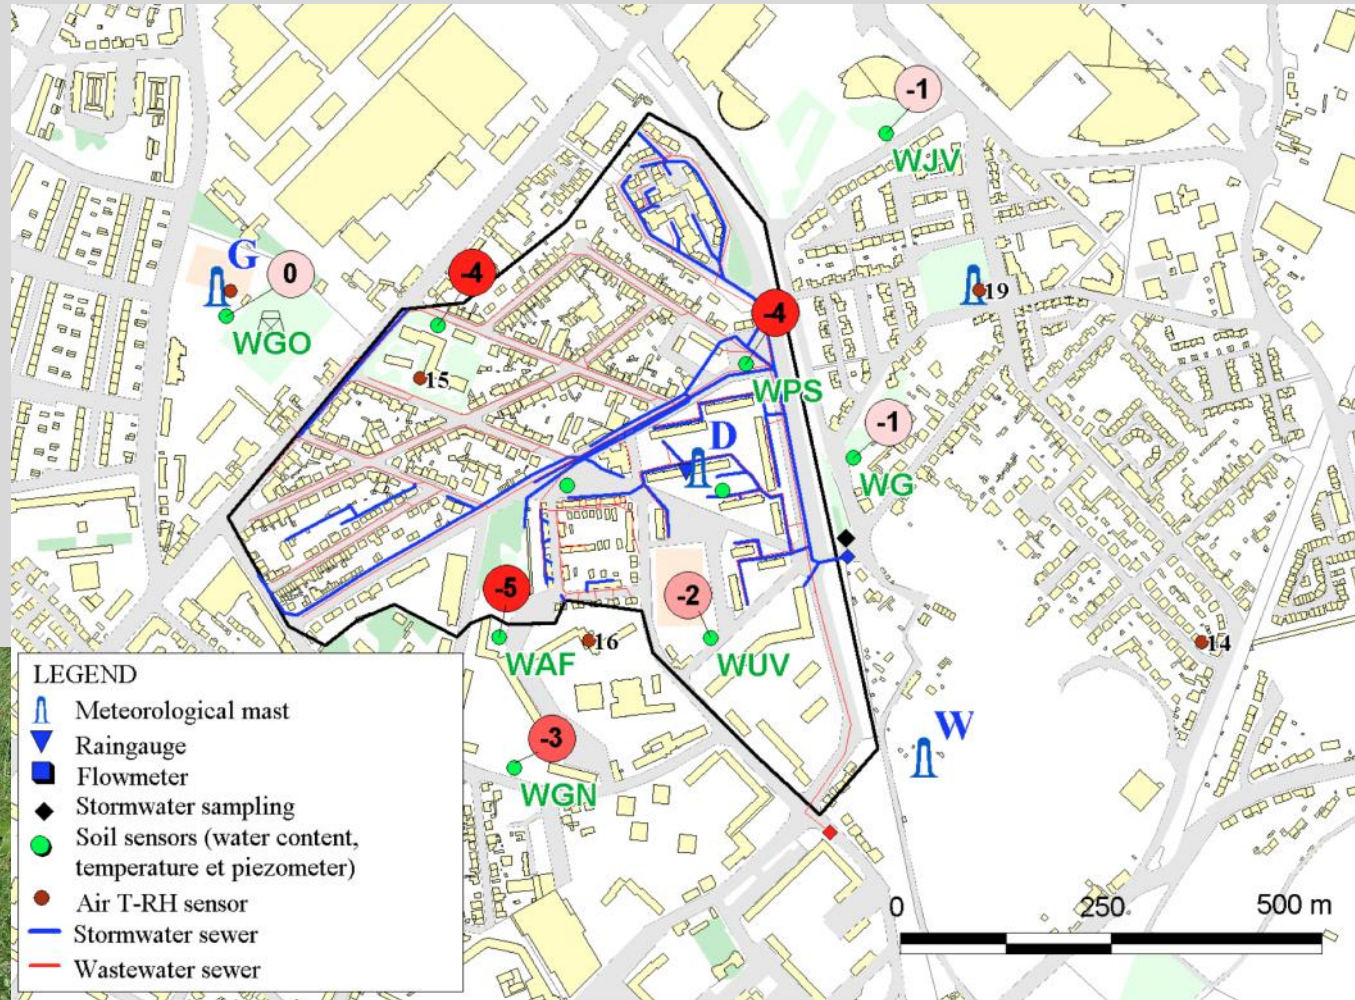 -1
WJV
G
0
WGO
-4
15
-4
WPS
19
D
-1
WG
-5
WAF
16
-2
WUV
14
W
-3
WGN
LEGEND
Meteorological mast
Raingauge
Flowmeter
Stormwater sampling
Soil sensors (water content,
temperature et piezometer)
Air T-RH sensor
Stormwater sewer
Wastewater sewer
0 250 500 m